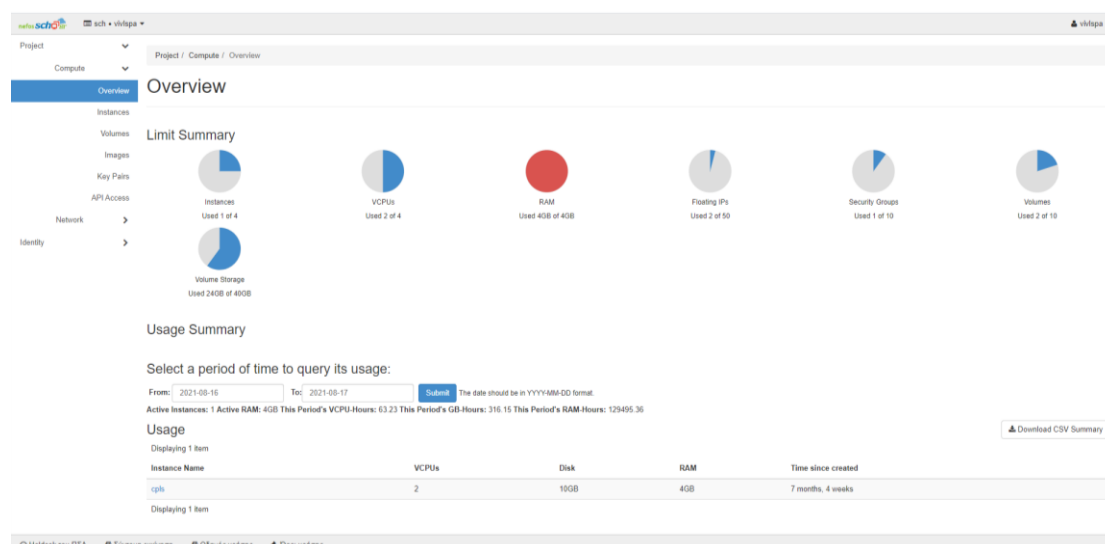 sch • vivlspa
vivlspa
Project
Compute
Overview
Instances
Volumes
Images
Key Pairs
API Access
Network
Identity
Project / Compute / Overview
Overview
Limit Summary
Instances
Used 1 of 4
VCPUs
Used 2 of 4
RAM
Used 4GB of 4GB
Floating IPs
Used 2 of 50
Security Groups
Used 1 of 10
Volumes
Used 2 of 10
Volume Storage
Used 24GB of 40GB
Usage Summary
Select a period of time to query its usage:
From: 2021-08-16 To: 2021-08-17 Submit The date should be in YYYY-MM-DD format.
Active Instances: 1 Active RAM: 4GB This Period's VCPU-Hours: 63.23 This Period's GB-Hours: 316.15 This Period's RAM-Hours: 129495.36
Usage
Download CSV Summary
Displaying 1 item
Instance Name VCPUs Disk RAM Time since created
cpls 2 10GB 4GB 7 months, 4 weeks
Displaying 1 item